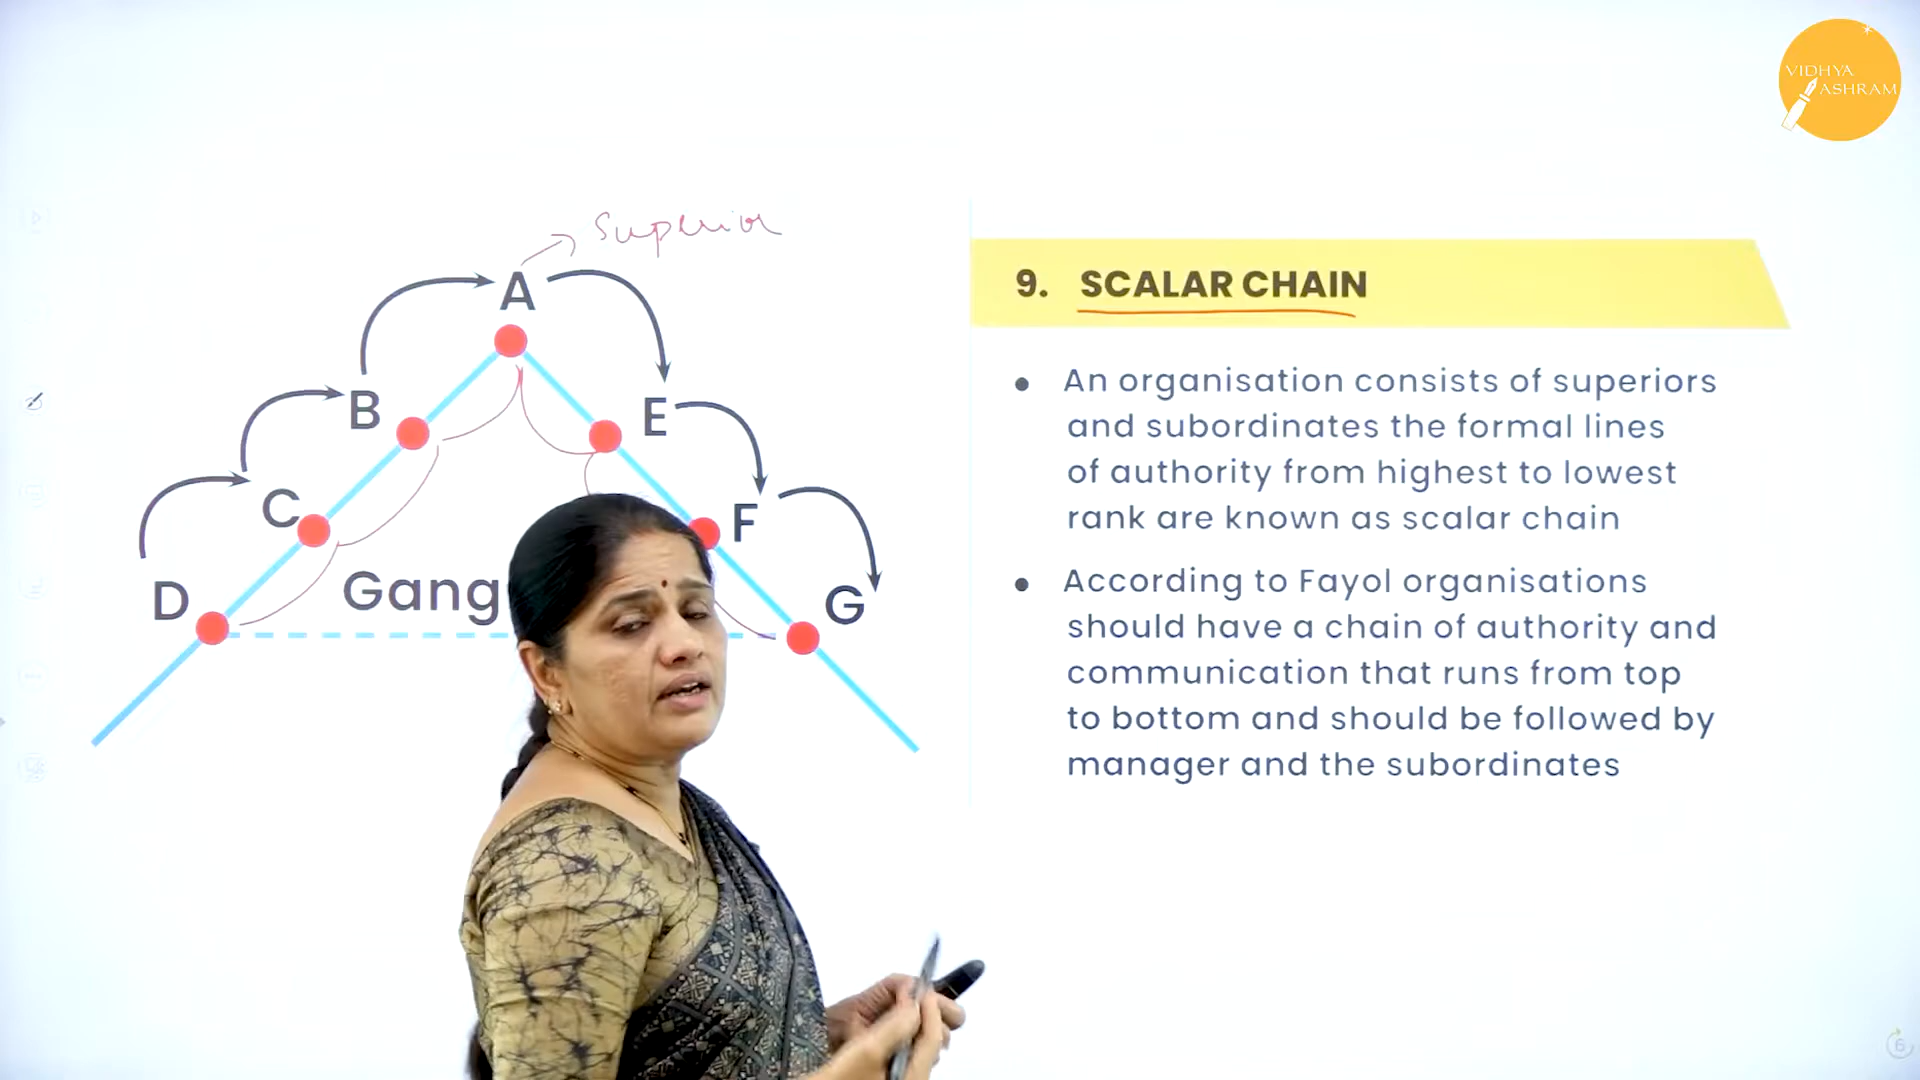 VIDHYA
ASHRAM
Superior
A
B
E
C
F
D
Gang
G
9. SCALAR CHAIN
• An organisation consists of superiors
and subordinates the formal lines
of authority from highest to lowest
rank are known as scalar chain
• According to Fayol organisations
should have a chain of authority and
communication that runs from top
to bottom and should be followed by
manager and the subordinates
6